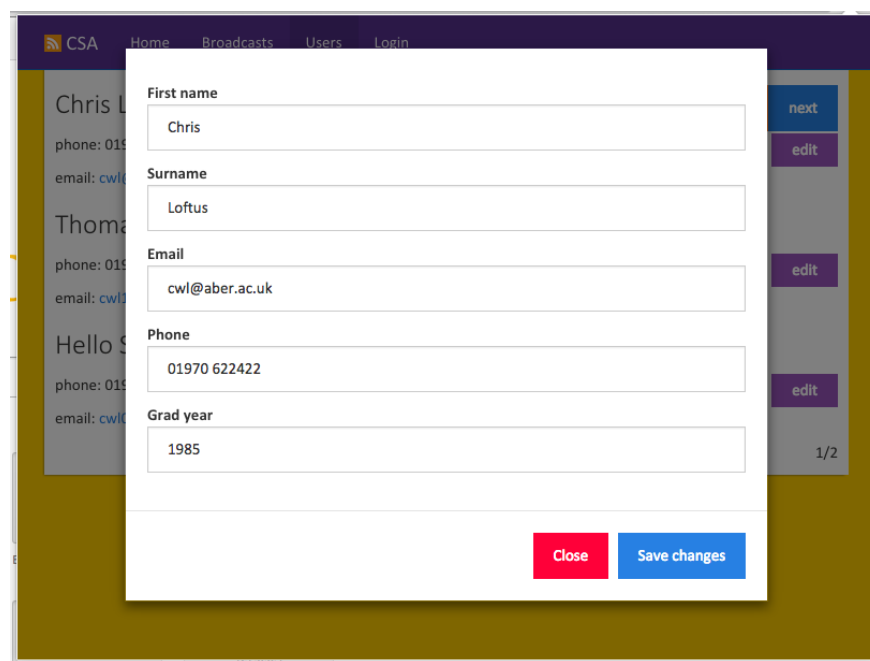 CSA Home Broadcasts Users Login
First name
Chris
Surname
Loftus
Email
cwl@aber.ac.uk
Phone
01970 622422
Grad year
1985
Close Save changes
Chris L
next
phone: 019
edit
email: cwl@
Thoma
phone: 019
edit
email: cwl1
Hello S
phone: 019
edit
email: cwl0
1/2